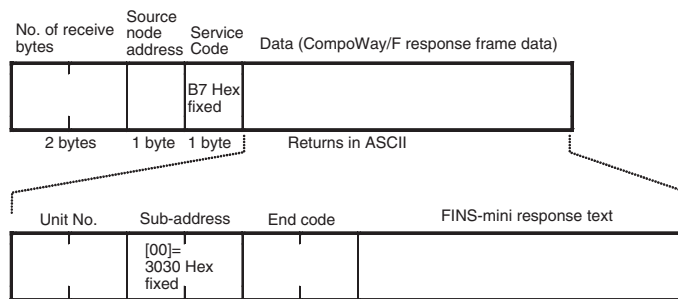 No. of receive bytes
Source node address
Service Code
Data (CompoWay/F response frame data)
B7 Hex fixed
2 bytes
1 byte
1 byte
Returns in ASCII
Unit No.
Sub-address
End code
FINS-mini response text
[00]=
3030 Hex
fixed